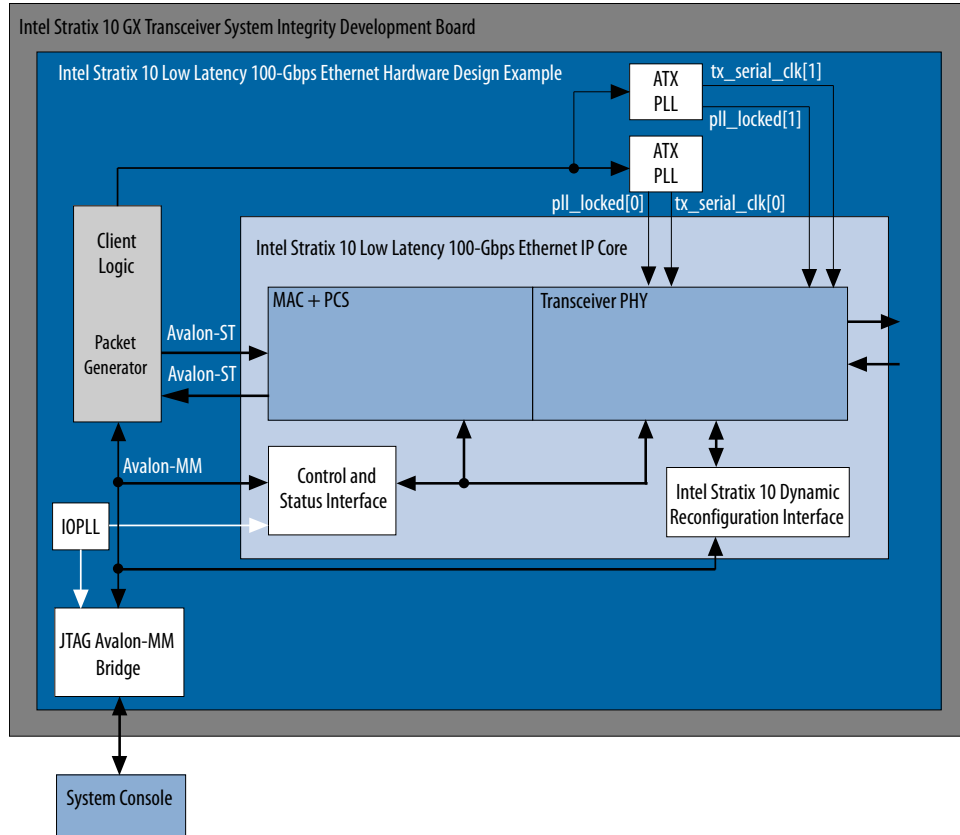 Intel Stratix 10 GX Transceiver System Integrity Development Board
Intel Stratix 10 Low Latency 100-Gbps Ethernet Hardware Design Example
ATX
PLL
tx_serial_clk[1]
pll_locked[1]
ATX
PLL
pll_locked[0]
tx_serial_clk[0]
Client
Logic
Packet
Generator
Intel Stratix 10 Low Latency 100-Gbps Ethernet IP Core
MAC + PCS
Transceiver PHY
Avalon-ST
Avalon-ST
Avalon-MM
Control and
Status Interface
Intel Stratix 10 Dynamic
Reconfiguration Interface
IOPLL
JTAG Avalon-MM
Bridge
System Console